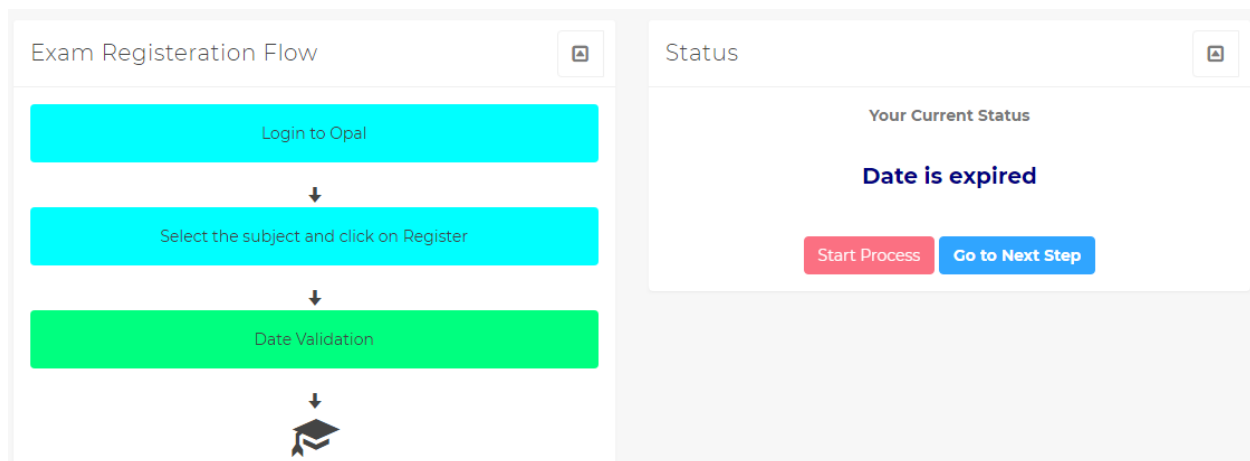 Exam Registeration Flow
Login to Opal
Select the subject and click on Register
Date Validation
Status
Your Current Status
Date is expired
Start Process
Go to Next Step